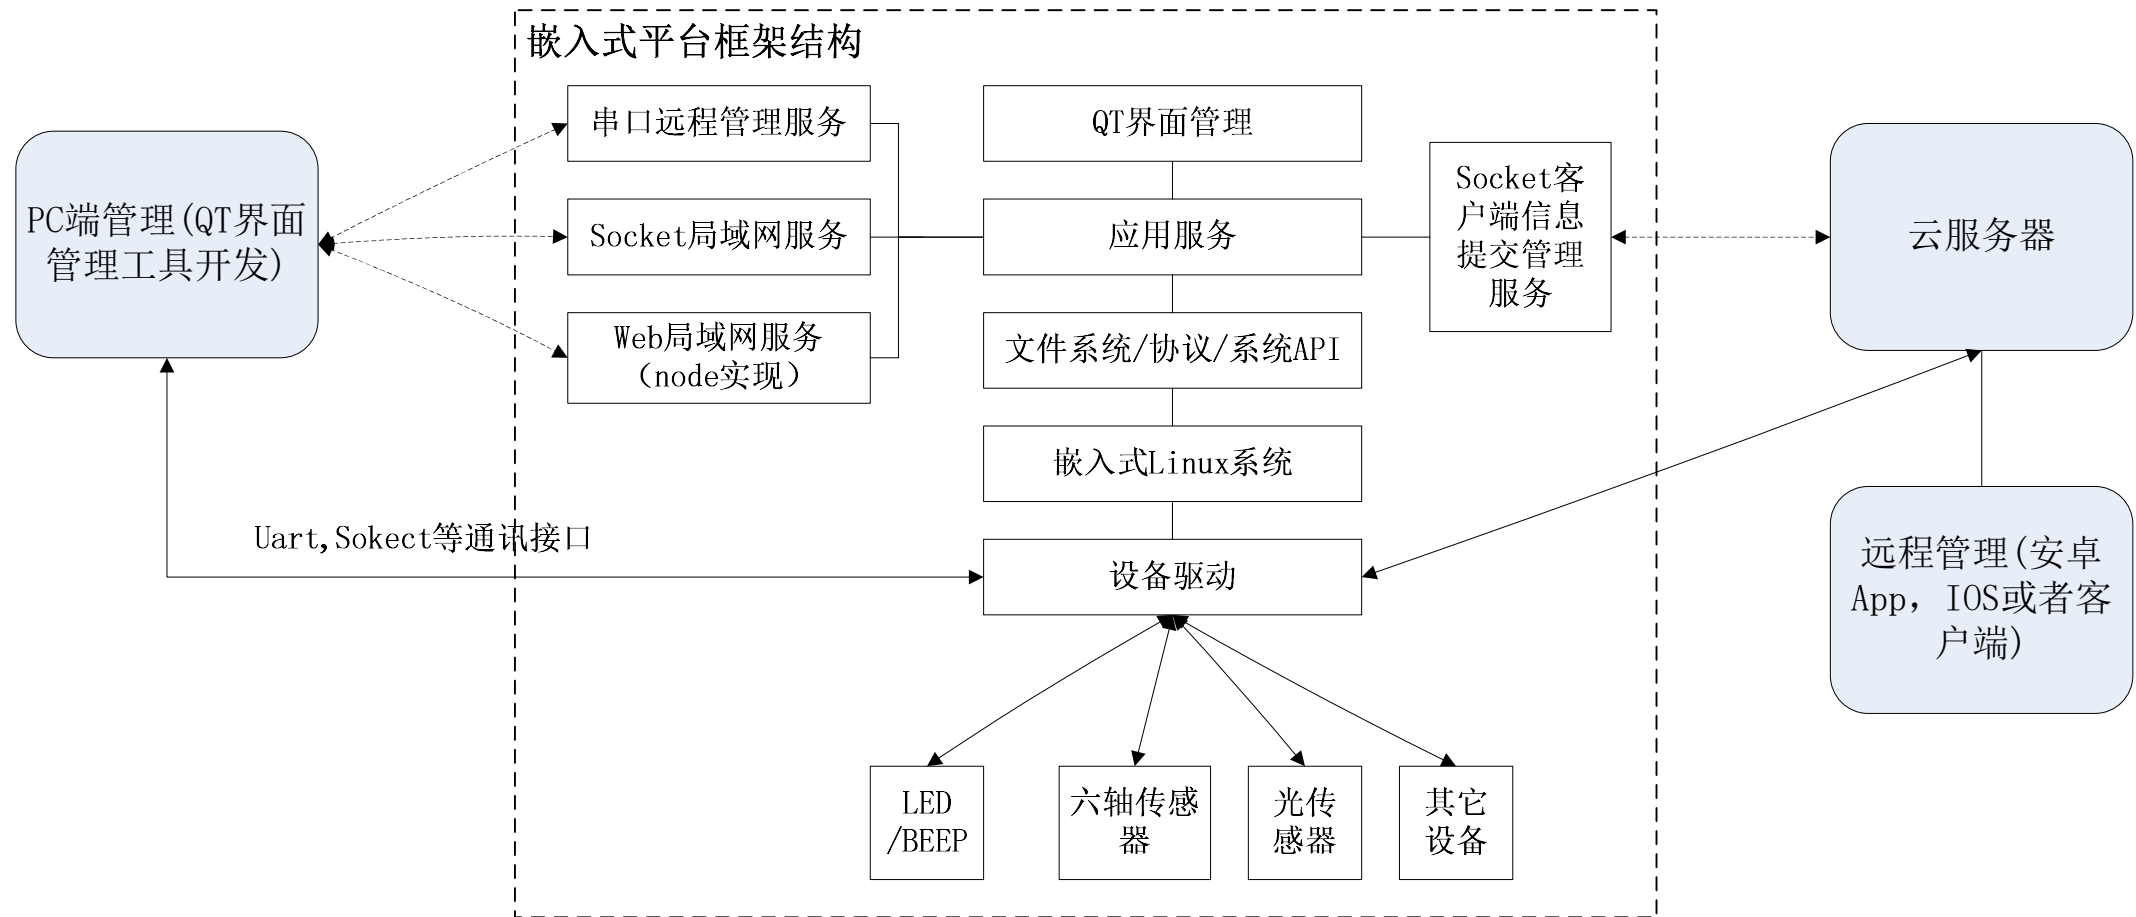 嵌入式平台框架结构
串口远程管理服务
QT界面管理
PC端管理(QT界面
管理工具开发)
Socket局域网服务
应用服务
Socket客
户端信息
提交管理
服务
云服务器
Web局域网服务
（node实现）
文件系统/协议/系统API
嵌入式Linux系统
Uart,Sokect等通讯接口
设备驱动
远程管理(安卓
App，IOS或者客
户端)
LED
/BEEP
六轴传感
器
光传
感器
其它
设备